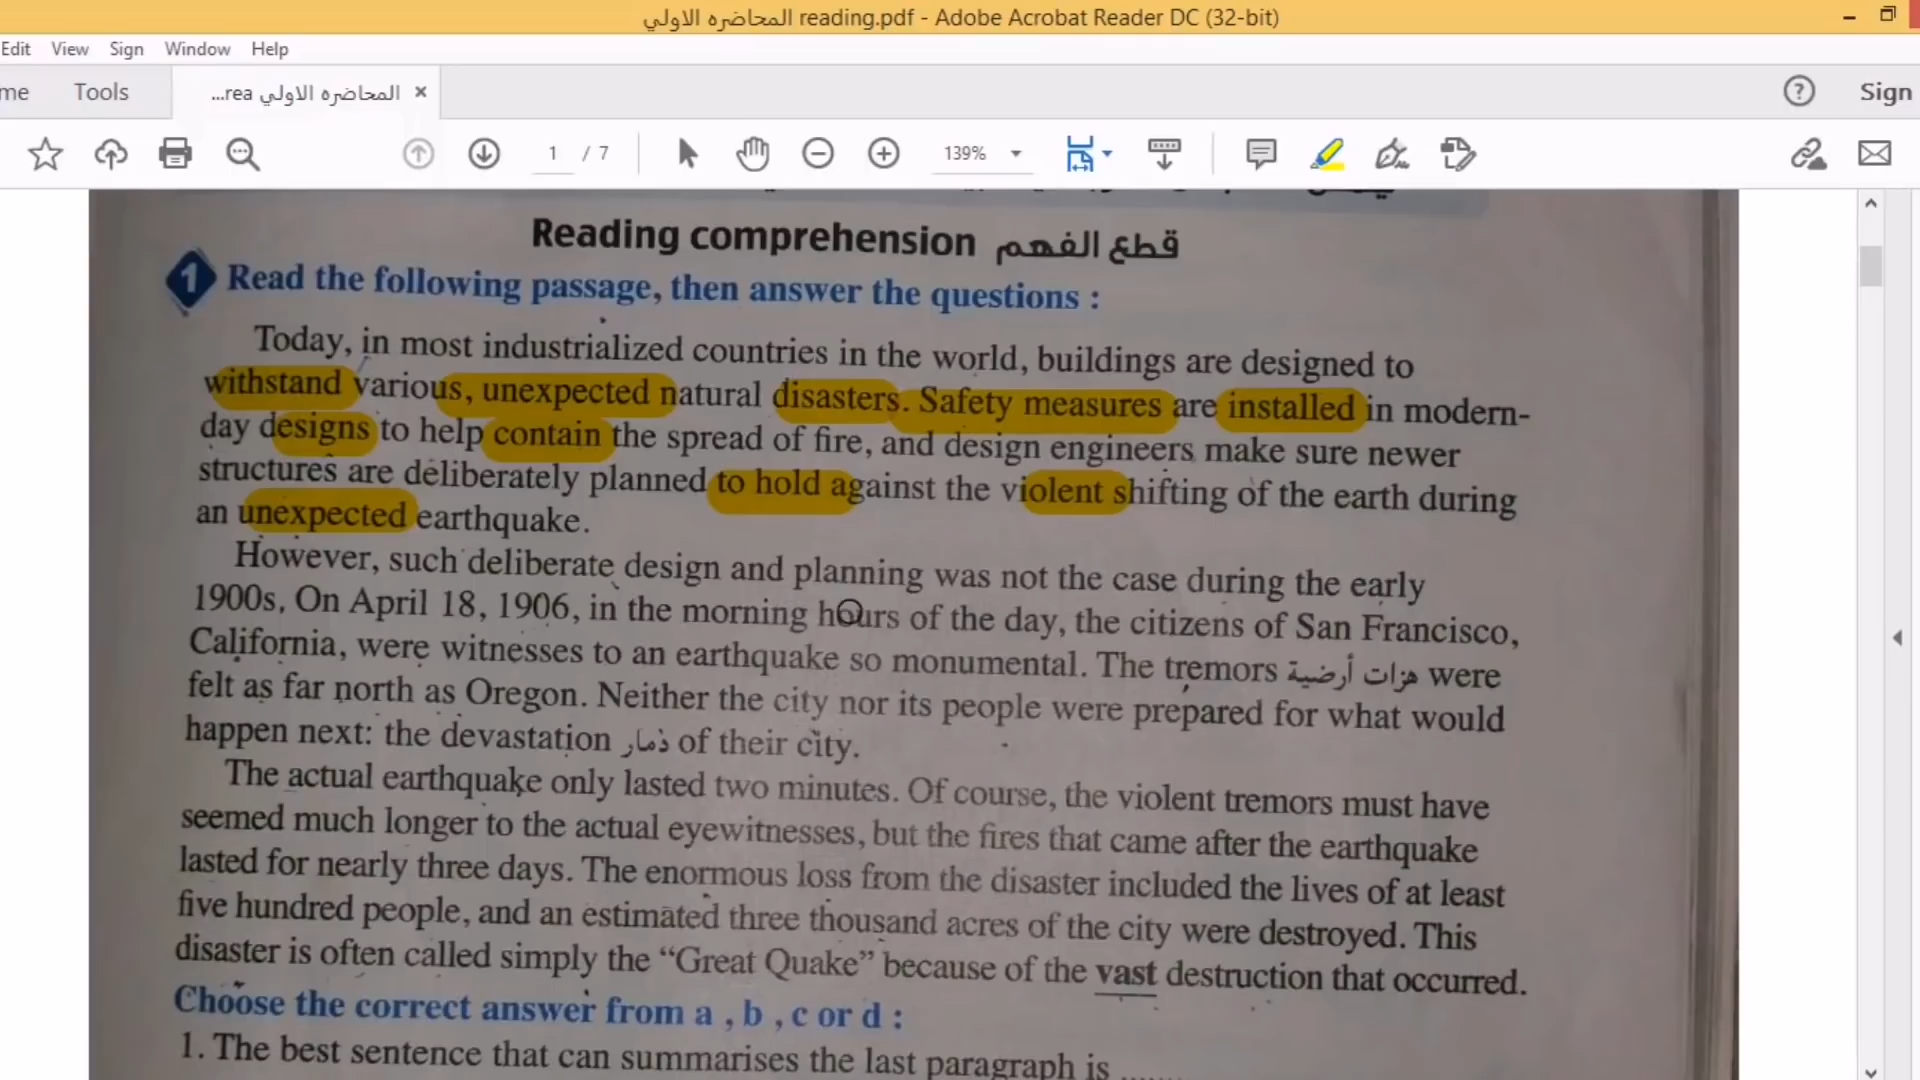 المحاضره الاولي reading.pdf - Adobe Acrobat Reader DC (32-bit)
Edit View Sign Window Help
me Tools المحاضره الاولي rea... × Sign
1 / 7 139%
Reading comprehension قطع الفهم
1 Read the following passage, then answer the questions :
Today, in most industrialized countries in the world, buildings are designed to
withstand various, unexpected natural disasters. Safety measures are installed in modern-
day designs to help contain the spread of fire, and design engineers make sure newer
structures are deliberately planned to hold against the violent shifting of the earth during
an unexpected earthquake.
However, such deliberate design and planning was not the case during the early
1900s. On April 18, 1906, in the morning hours of the day, the citizens of San Francisco,
California, were witnesses to an earthquake so monumental. The tremors هزات أرضية were
felt as far north as Oregon. Neither the city nor its people were prepared for what would
happen next: the devastation دمار of their city.
The actual earthquake only lasted two minutes. Of course, the violent tremors must have
seemed much longer to the actual eyewitnesses, but the fires that came after the earthquake
lasted for nearly three days. The enormous loss from the disaster included the lives of at least
five hundred people, and an estimated three thousand acres of the city were destroyed. This
disaster is often called simply the “Great Quake” because of the vast destruction that occurred.
Choose the correct answer from a , b , c or d :
1. The best sentence that can summarises the last paragraph is ......